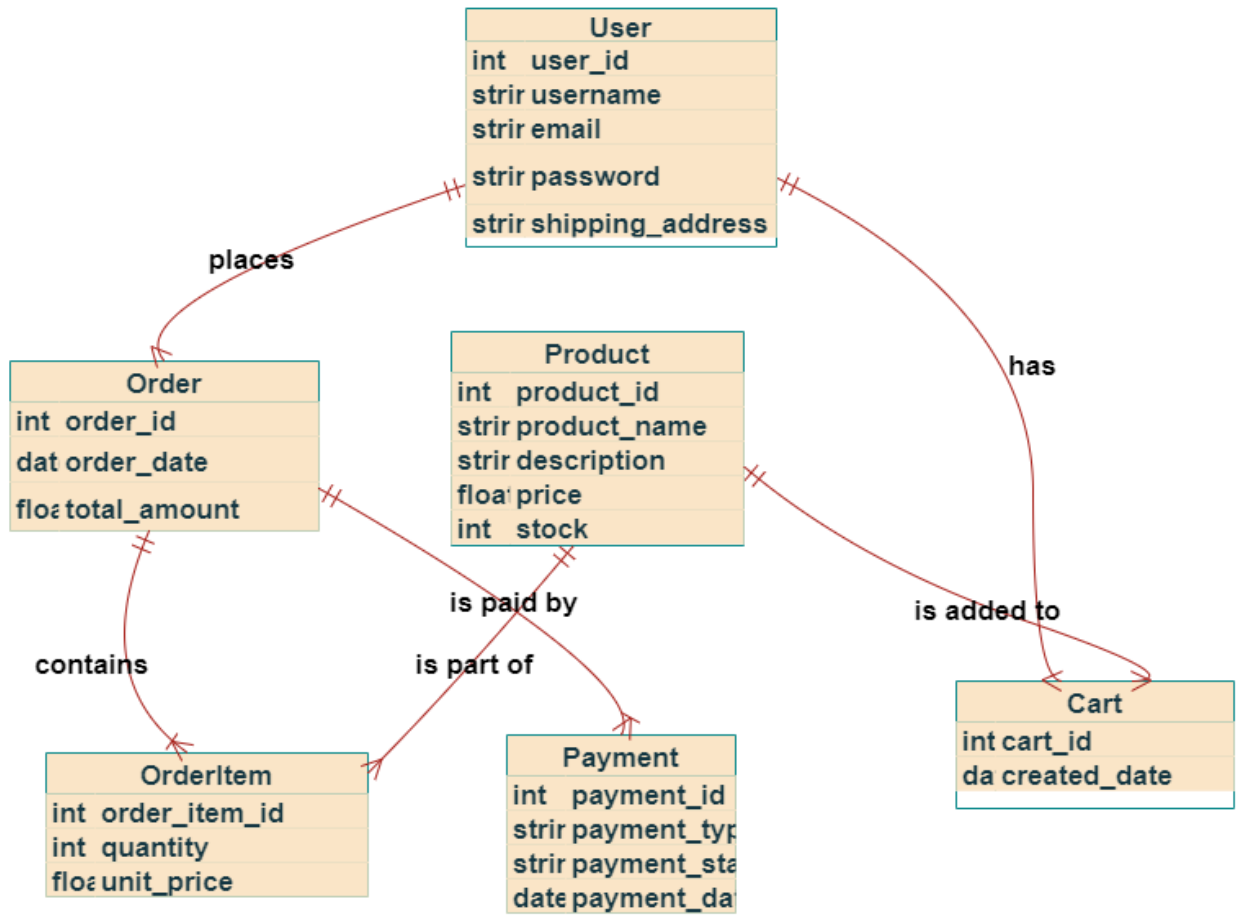 User
int user_id
strir username
strir email
strir password
strir shipping_address
places
has
Order
int order_id
dat order_date
floa total_amount
Product
int product_id
strir product_name
strir description
float price
int stock
is paid by
is added to
contains
is part of
OrderItem
int order_item_id
int quantity
floa unit_price
Payment
int payment_id
strir payment_typ
strir payment_sta
date payment_da
Cart
int cart_id
da created_date